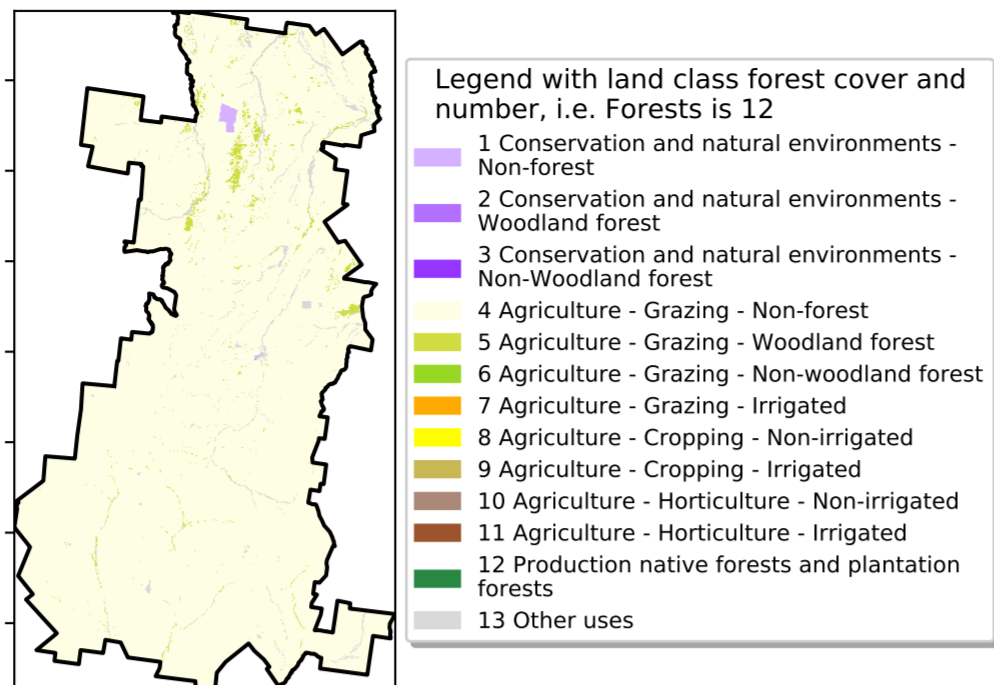 Legend with land class forest cover and
number, i.e. Forests is 12
1 Conservation and natural environments -
Non-forest
2 Conservation and natural environments -
Woodland forest
3 Conservation and natural environments -
Non-Woodland forest
4 Agriculture - Grazing - Non-forest
5 Agriculture - Grazing - Woodland forest
6 Agriculture - Grazing - Non-woodland forest
7 Agriculture - Grazing - Irrigated
8 Agriculture - Cropping - Non-irrigated
9 Agriculture - Cropping - Irrigated
10 Agriculture - Horticulture - Non-irrigated
11 Agriculture - Horticulture - Irrigated
12 Production native forests and plantation
forests
13 Other uses